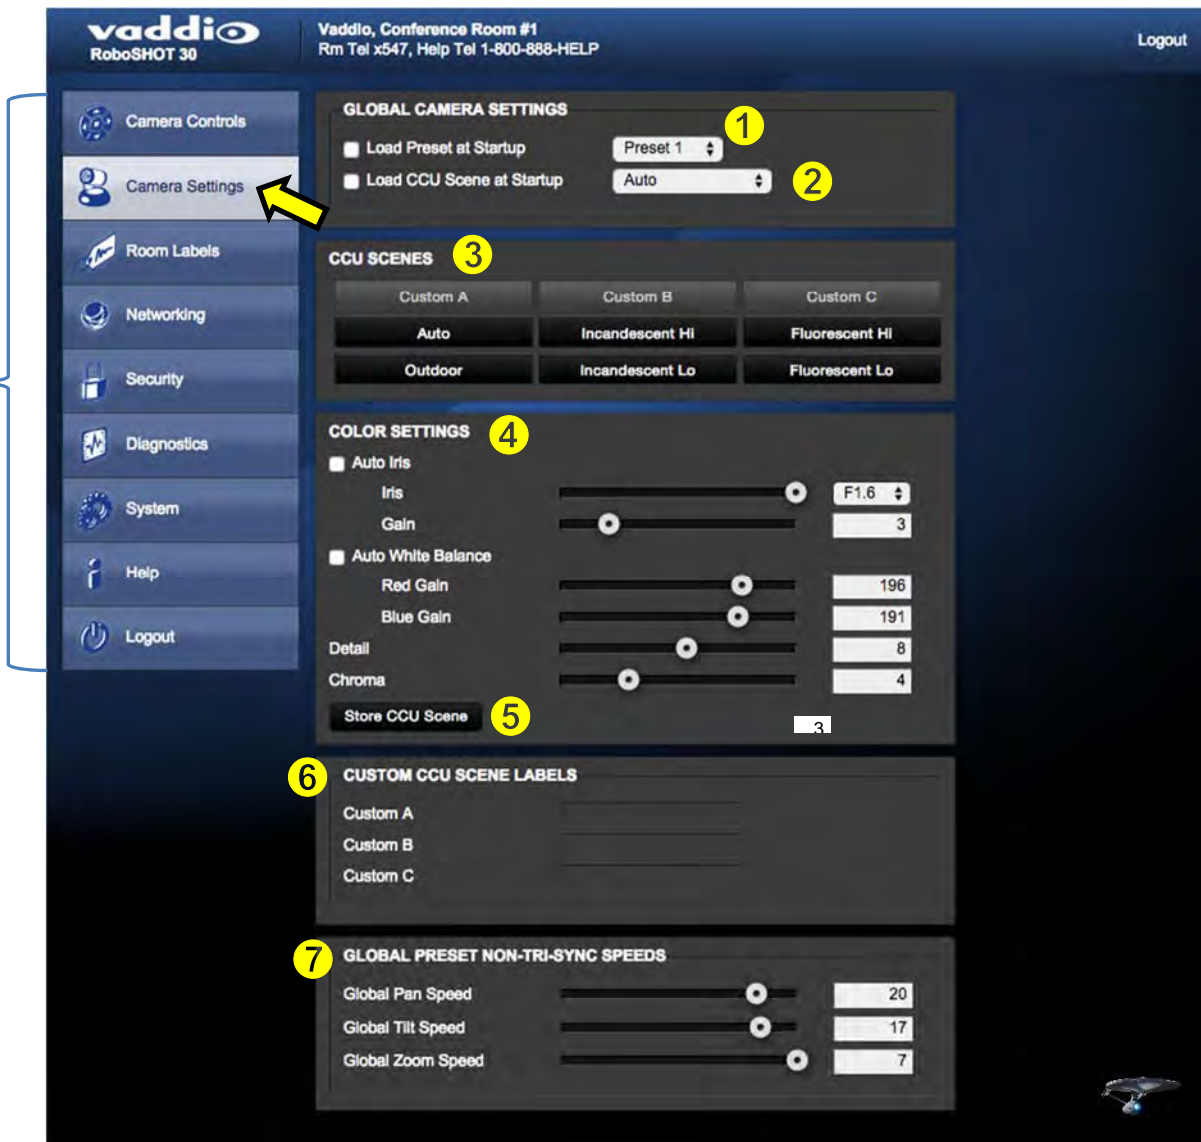 vaddio
RoboSHOT 30
Vaddio, Conference Room #1
Rm Tel x547, Help Tel 1-800-888-HELP
Logout
Camera Controls
Camera Settings
Room Labels
Networking
Security
Diagnostics
System
Help
Logout
GLOBAL CAMERA SETTINGS
1
Load Preset at Startup Preset 1
Load CCU Scene at Startup Auto 2
CCU SCENES 3
Custom A Custom B Custom C
Auto Incandescent Hi Fluorescent Hi
Outdoor Incandescent Lo Fluorescent Lo
COLOR SETTINGS 4
Auto Iris
Iris F1.6
Gain 3
Auto White Balance
Red Gain 196
Blue Gain 191
Detail 8
Chroma 4
Store CCU Scene 5 3
6 CUSTOM CCU SCENE LABELS
Custom A
Custom B
Custom C
7 GLOBAL PRESET NON-TRI-SYNC SPEEDS
Global Pan Speed 20
Global Tilt Speed 17
Global Zoom Speed 7